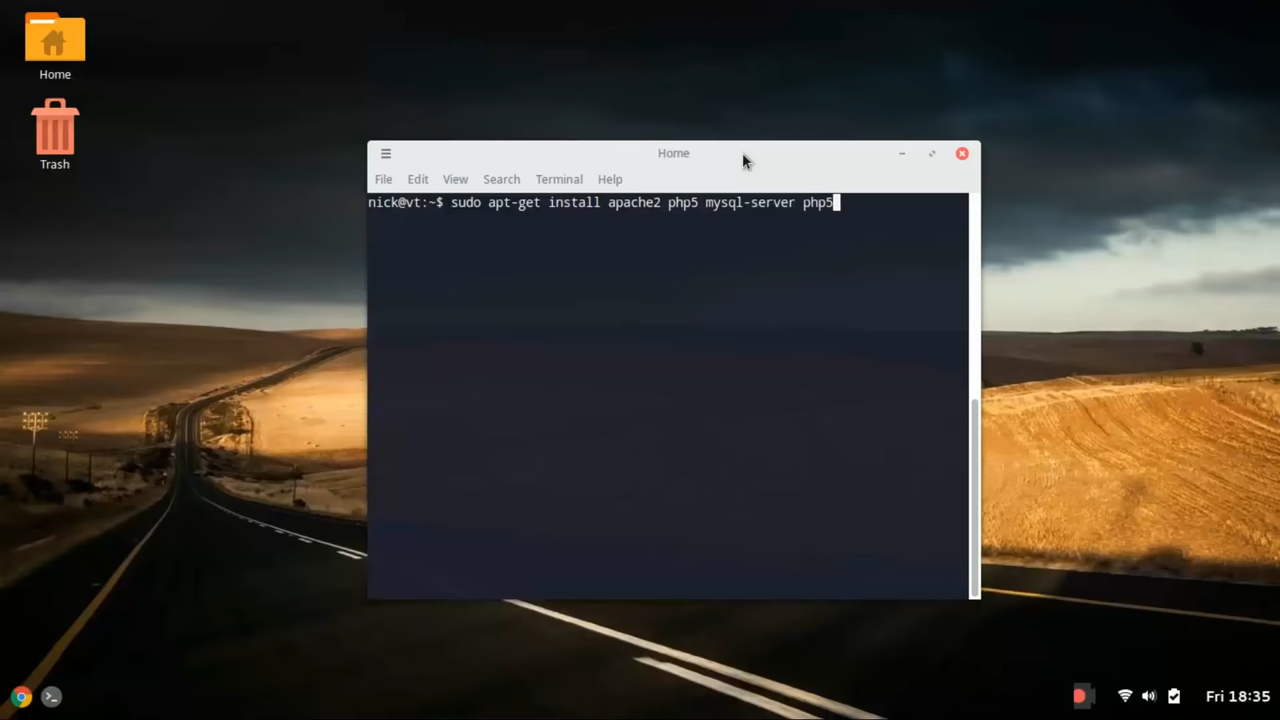 Home
Trash
Home
File Edit View Search Terminal Help
nick@vt:~$ sudo apt-get install apache2 php5 mysql-server php5
Fri 18:35